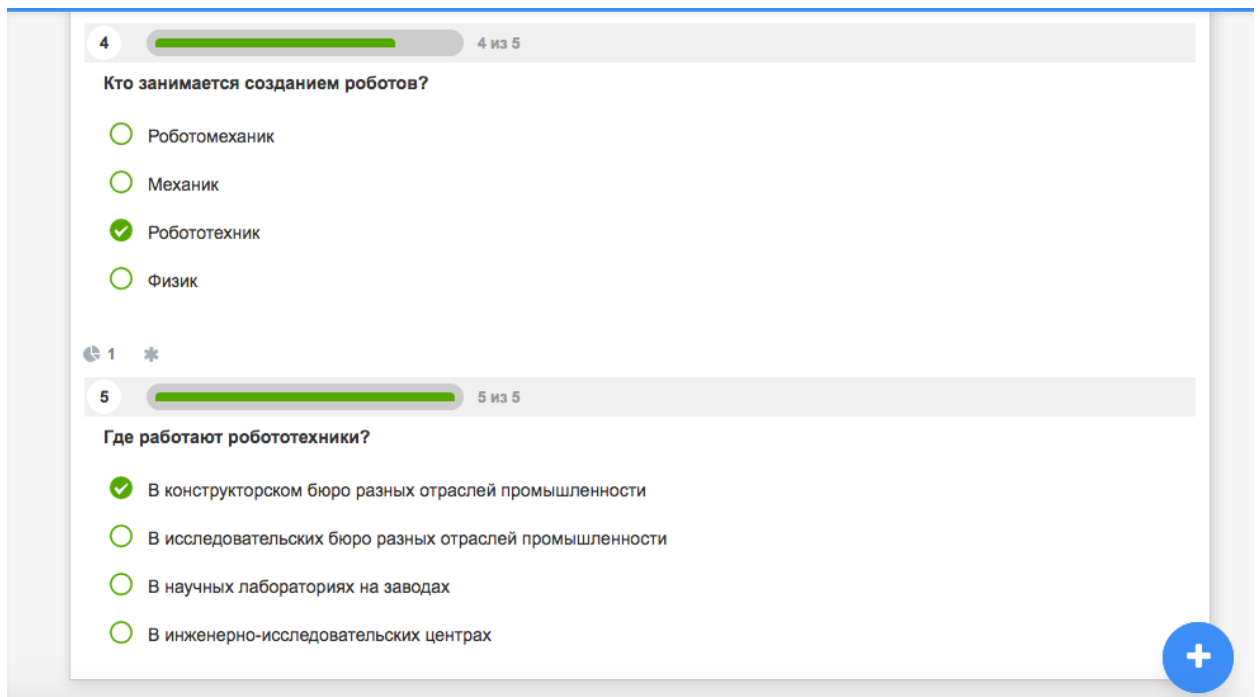 4 4 из 5
Кто занимается созданием роботов?
Роботомеханик
Механик
Робототехник
Физик
1
5 5 из 5
Где работают робототехники?
В конструкторском бюро разных отраслей промышленности
В исследовательских бюро разных отраслей промышленности
В научных лабораториях на заводах
В инженерно-исследовательских центрах